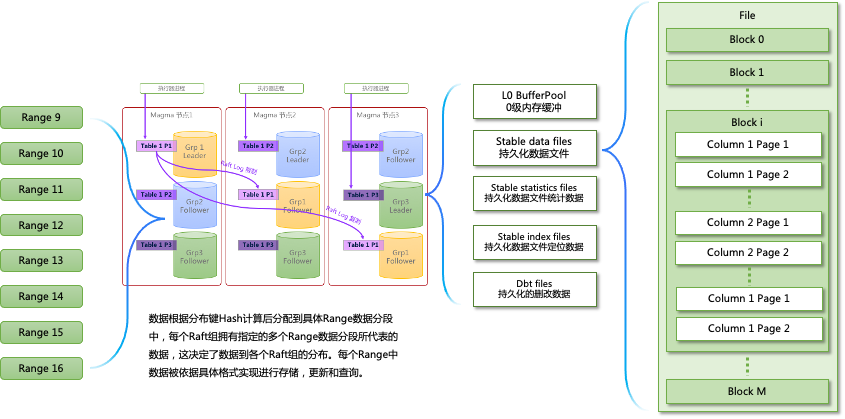 Range 9
Range 10
Range 11
Range 12
Range 13
Range 14
Range 15
Range 16
执行器进程
执行器进程
执行器进程
Magma 节点1
Magma 节点2
Magma 节点3
Table 1 P1
Grp 1
Leader
Table 1 P2
Grp2
Leader
Table 1 P2
Grp2
Follower
Raft Log 复制
Table 1 P2
Grp2
Follower
Table 1 P1
Grp1
Follower
Table 1 P3
Grp3
Leader
Raft Log 复制
Table 1 P3
Grp3
Follower
Table 1 P3
Grp3
Follower
Table 1 P1
Grp1
Follower
数据根据分布键Hash计算后分配到具体Range数据分段
中，每个Raft组拥有指定的多个Range数据分段所代表的
数据，这决定了数据到各个Raft组的分布。每个Range中
数据被依据具体格式实现进行存储，更新和查询。
L0 BufferPool
0级内存缓冲
Stable data files
持久化数据文件
Stable statistics files
持久化数据文件统计数据
Stable index files
持久化数据文件定位数据
Dbt files
持久化的删改数据
File
Block 0
Block 1
Block i
Column 1 Page 1
Column 1 Page 2
Column 2 Page 1
Column 2 Page 2
Column 1 Page 1
Column 1 Page 2
Block M